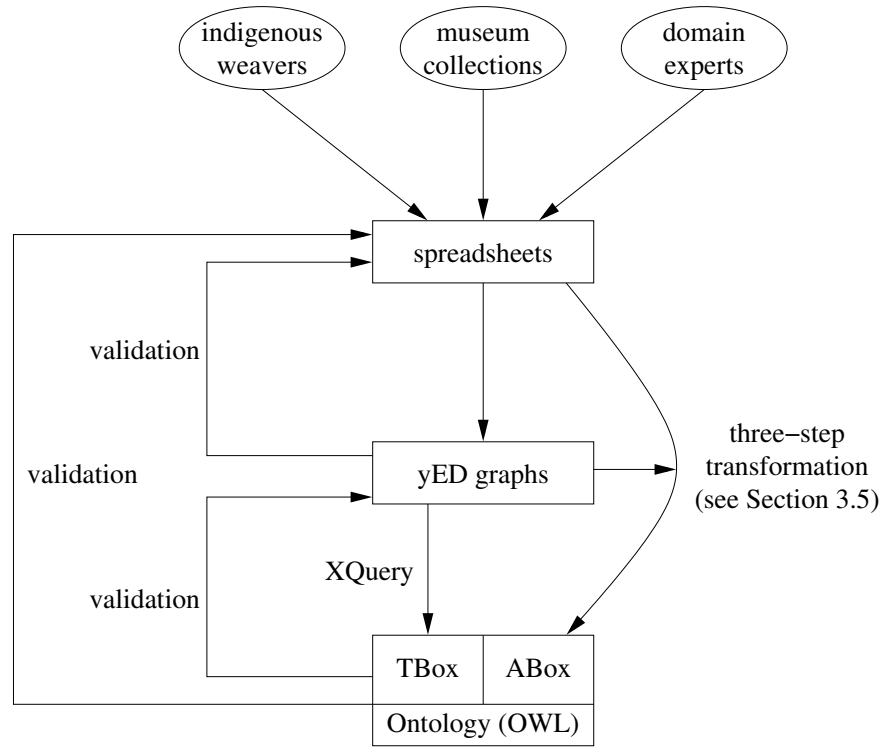 indigenous
weavers
museum
collections
domain
experts
spreadsheets
validation
three−step
transformation
(see Section 3.5)
yED graphs
validation
XQuery
validation
TBox
ABox
Ontology (OWL)